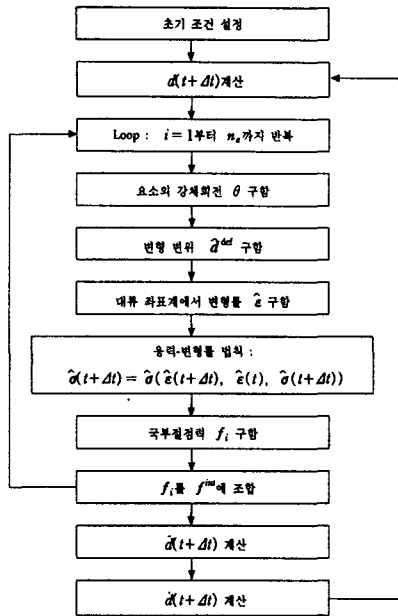 초기 조건 설정
d(t+Δt)계산
Loop : i=1부터 nₑ까지 반복
요소의 강체회전 θ 구함
변형 변위 d̂ᵈᵉᶠ 구함
대류 좌표계에서 변형률 ε̂ 구함
응력-변형률 법칙 :
σ̂(t+Δt) = σ̂(ε̂(t+Δt), ε̂(t), σ̂(t+Δt))
국부절점력 fᵢ 구함
fᵢ를 fⁱⁿᵗ에 조합
d̈(t+Δt) 계산
ḋ(t+Δt) 계산